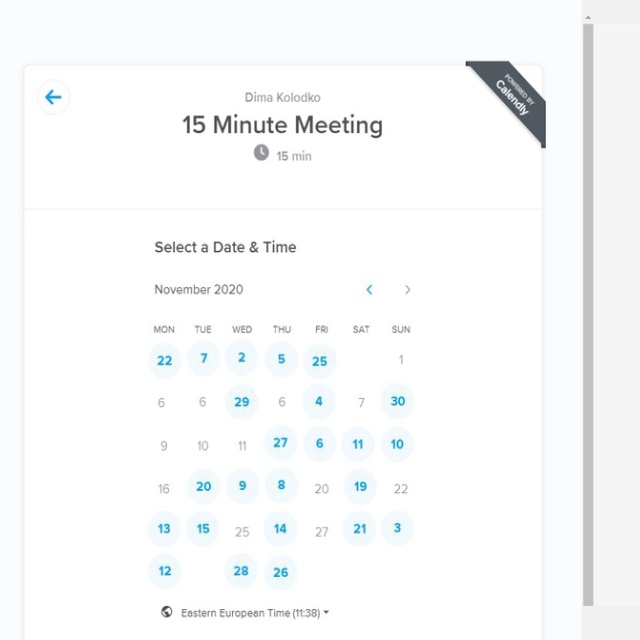 POWERED BY
Calendly
Dima Kolodko
15 Minute Meeting
15 min
Select a Date & Time
November 2020
MON TUE WED THU FRI SAT SUN
22 7 2 5 25 1
6 6 29 6 4 7 30
9 10 11 27 6 11 10
16 20 9 8 20 19 22
13 15 25 14 27 21 3
12 28 26
Eastern European Time (11:38)